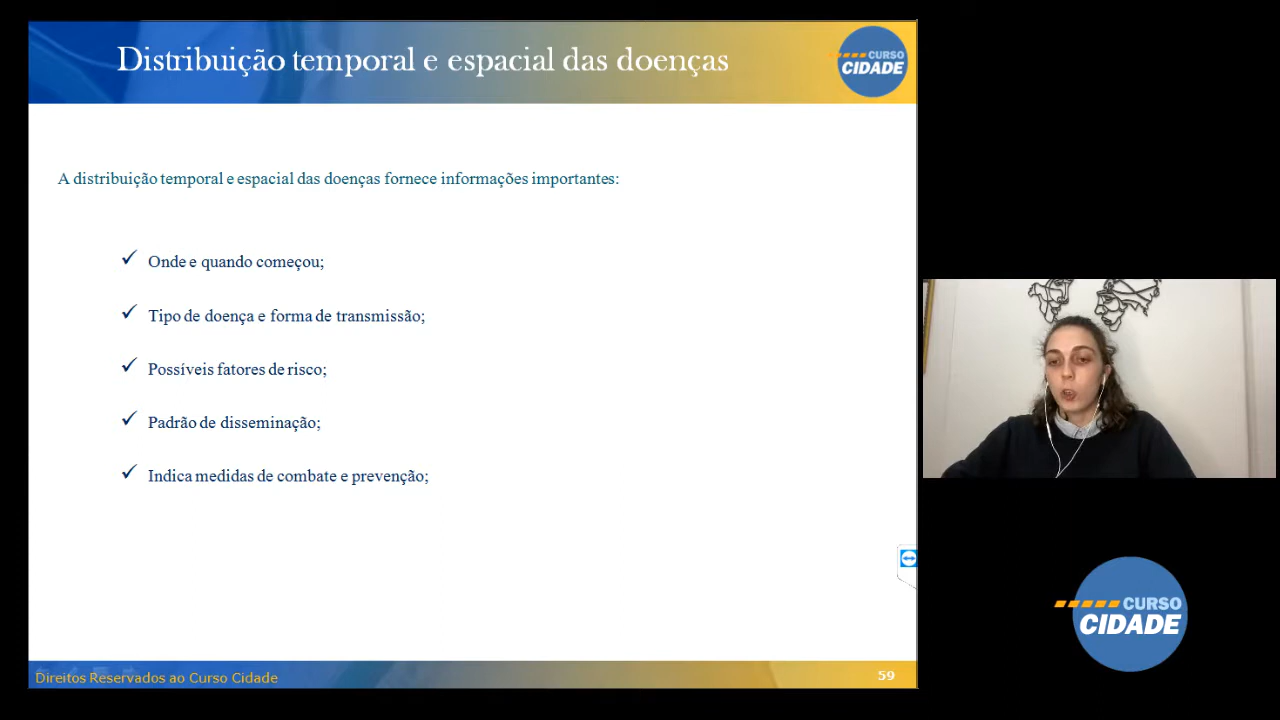 Distribuição temporal e espacial das doenças
CURSO
CIDADE
A distribuição temporal e espacial das doenças fornece informações importantes:
✓ Onde e quando começou;
✓ Tipo de doença e forma de transmissão;
✓ Possíveis fatores de risco;
✓ Padrão de disseminação;
✓ Indica medidas de combate e prevenção;
Direitos Reservados ao Curso Cidade
59
CURSO
CIDADE